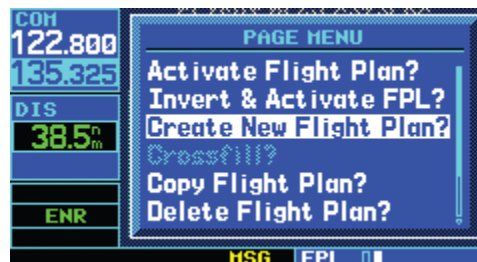 COM
122.800
135.325
DIS
38.5nm
ENR
PAGE MENU
Activate Flight Plan?
Invert & Activate FPL?
Create New Flight Plan?
Crossfill?
Copy Flight Plan?
Delete Flight Plan?
MSG FPL